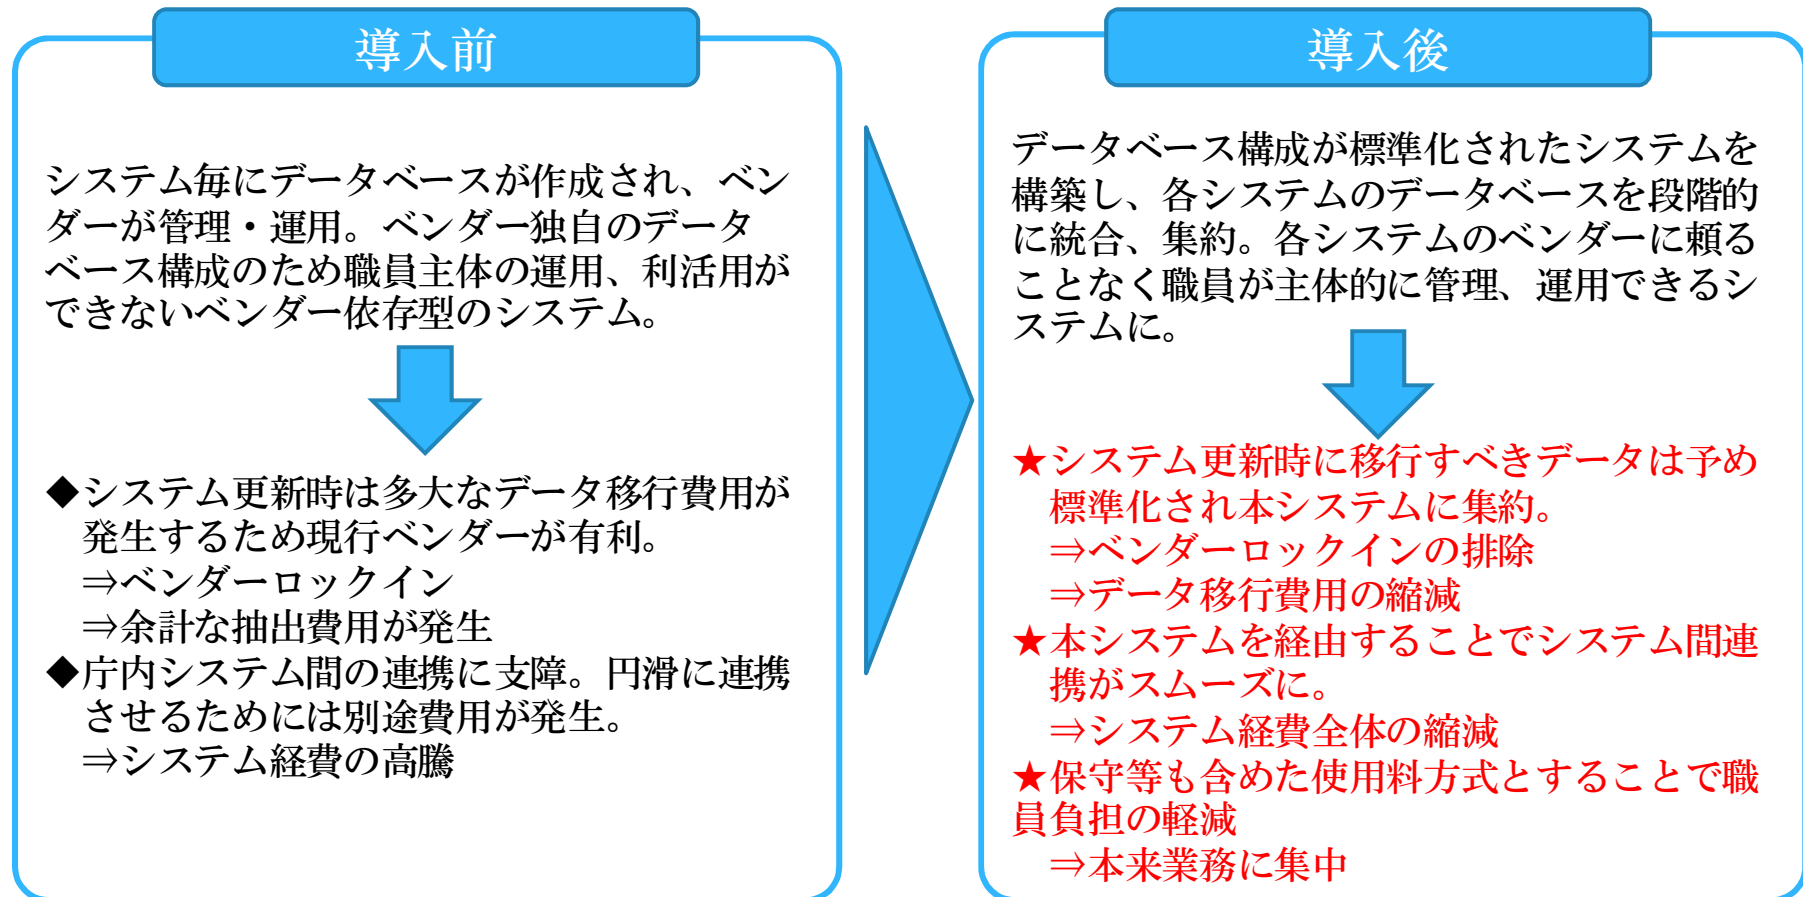 導入前
システム毎にデータベースが作成され、ベン
ダーが管理・運用。ベンダー独自のデータ
ベース構成のため職員主体の運用、利活用が
できないベンダー依存型のシステム。
◆システム更新時は多大なデータ移行費用が
発生するため現行ベンダーが有利。
⇒ベンダーロックイン
⇒余計な抽出費用が発生
◆庁内システム間の連携に支障。円滑に連携
させるためには別途費用が発生。
⇒システム経費の高騰
導入後
データベース構成が標準化されたシステムを
構築し、各システムのデータベースを段階的
に統合、集約。各システムのベンダーに頼る
ことなく職員が主体的に管理、運用できるシ
ステムに。
★システム更新時に移行すべきデータは予め
標準化され本システムに集約。
⇒ベンダーロックインの排除
⇒データ移行費用の縮減
★本システムを経由することでシステム間連
携がスムーズに。
⇒システム経費全体の縮減
★保守等も含めた使用料方式とすることで職
員負担の軽減
⇒本来業務に集中